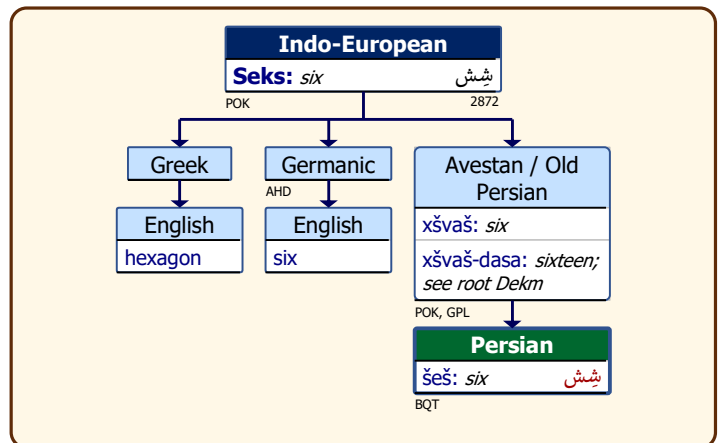 Indo-European
Seks: six شِش
POK 2872
Greek Germanic Avestan / Old
Persian
AHD
English English xšvaš: six
hexagon six xšvaš-dasa: sixteen;
see root Dekm
POK, GPL
Persian
šeš: six شِش
BQT